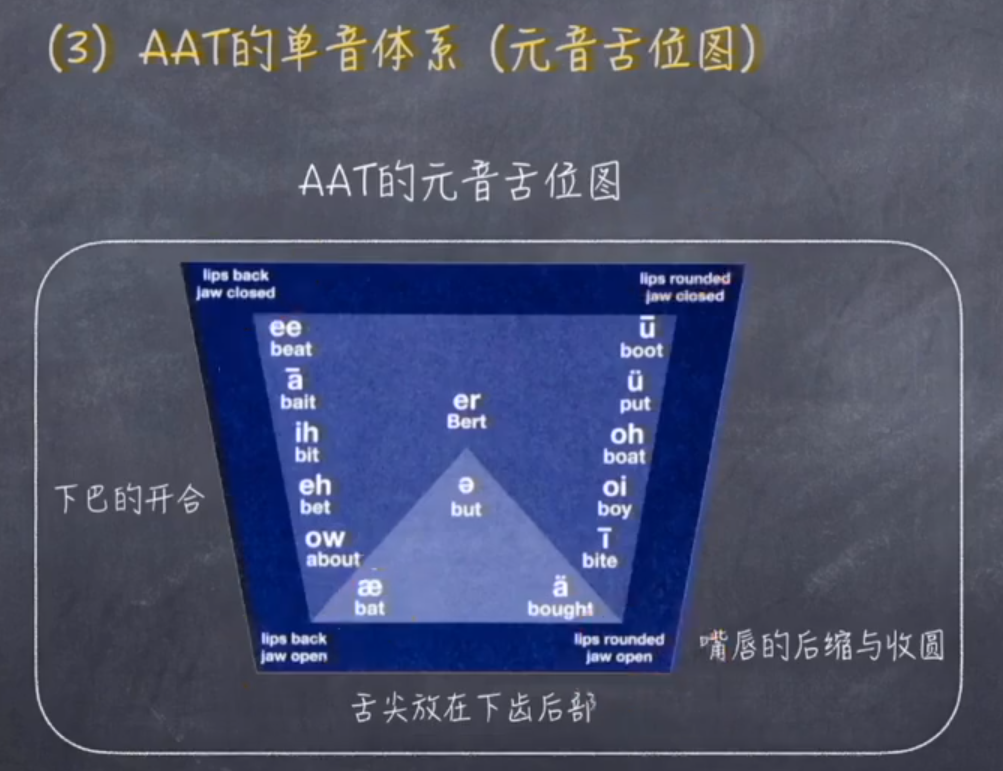 (3) AAT的单音体系 (元音舌位图)
AAT的元音舌位图
lips back
jaw closed
lips rounded
jaw closed
ee
beat
ū
boot
ā
bait
ü
put
er
Bert
ih
bit
oh
boat
eh
bet
ə
but
oi
boy
下巴的开合
ow
about
ī
bite
æ
bat
ä
bought
lips back
jaw open
lips rounded
jaw open
嘴唇的后缩与收圆
舌尖放在下齿后部